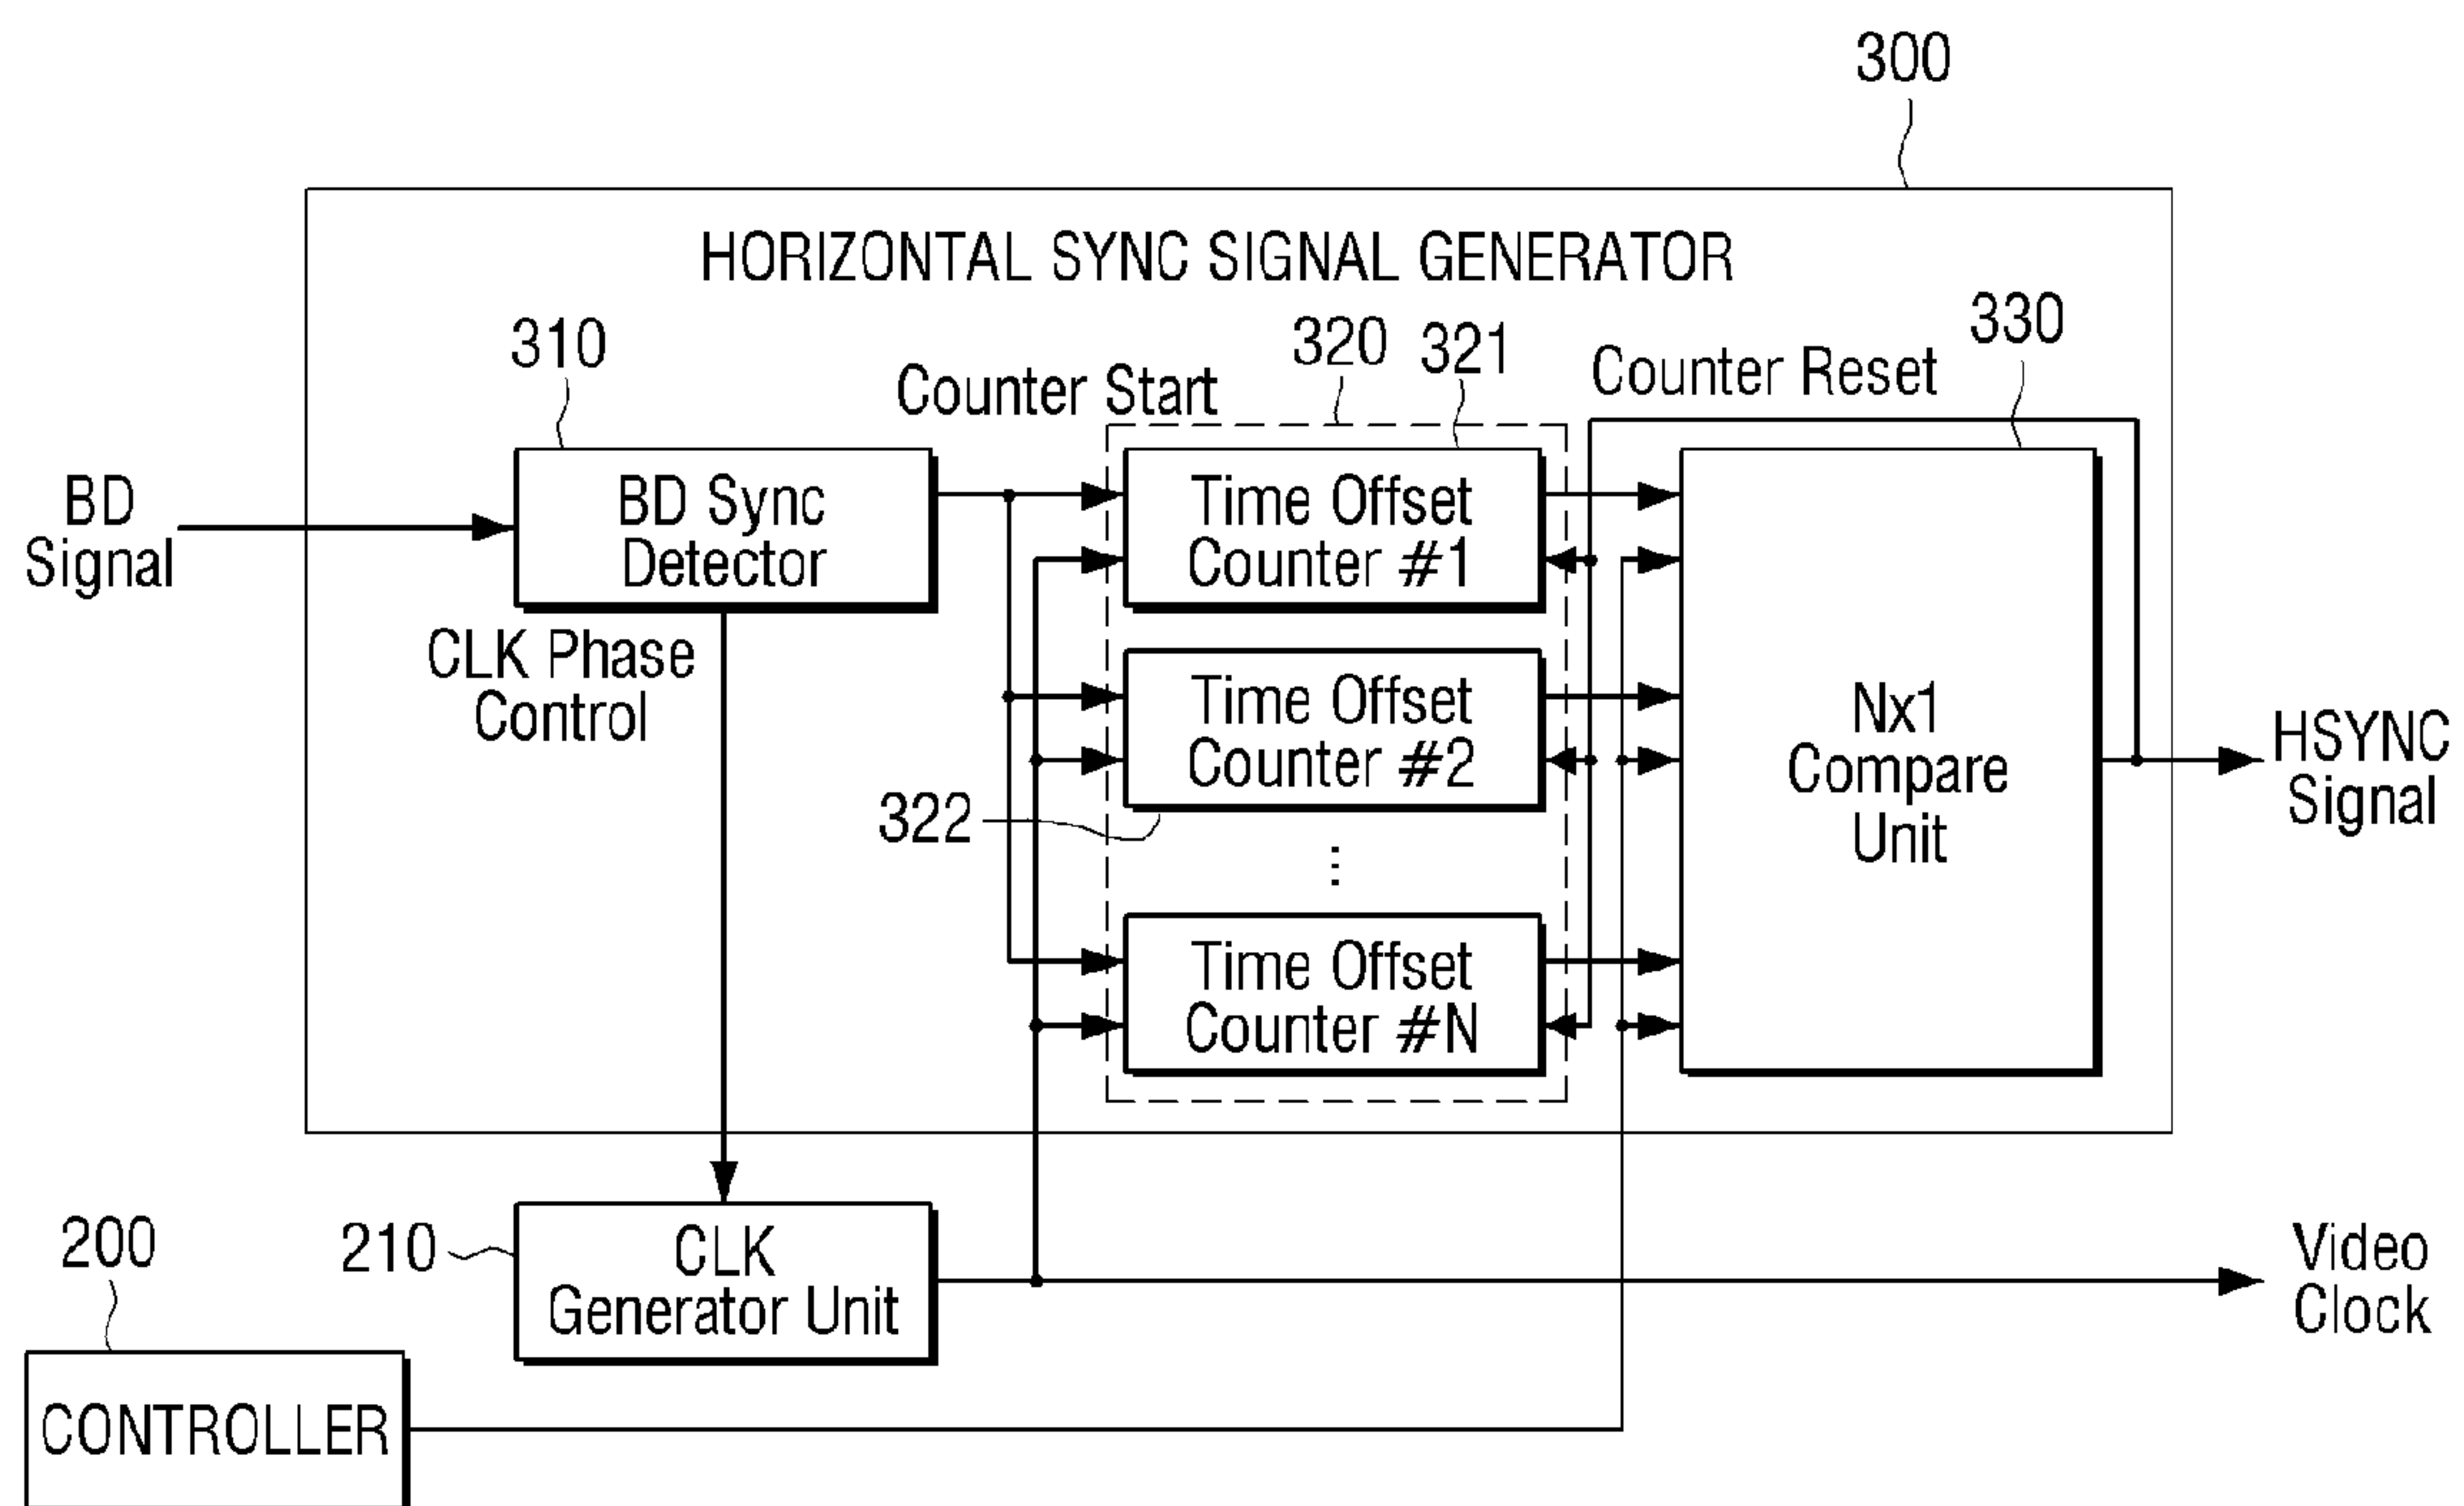 300
HORIZONTAL SYNC SIGNAL GENERATOR
310
320
321
330
Counter Start
Counter Reset
BD
Signal
BD Sync
Detector
Time Offset
Counter #1
CLK Phase
Control
Time Offset
Counter #2
322
⋮
Nx1
Compare
Unit
HSYNC
Signal
Time Offset
Counter #N
200
210
CLK
Generator Unit
Video
Clock
CONTROLLER